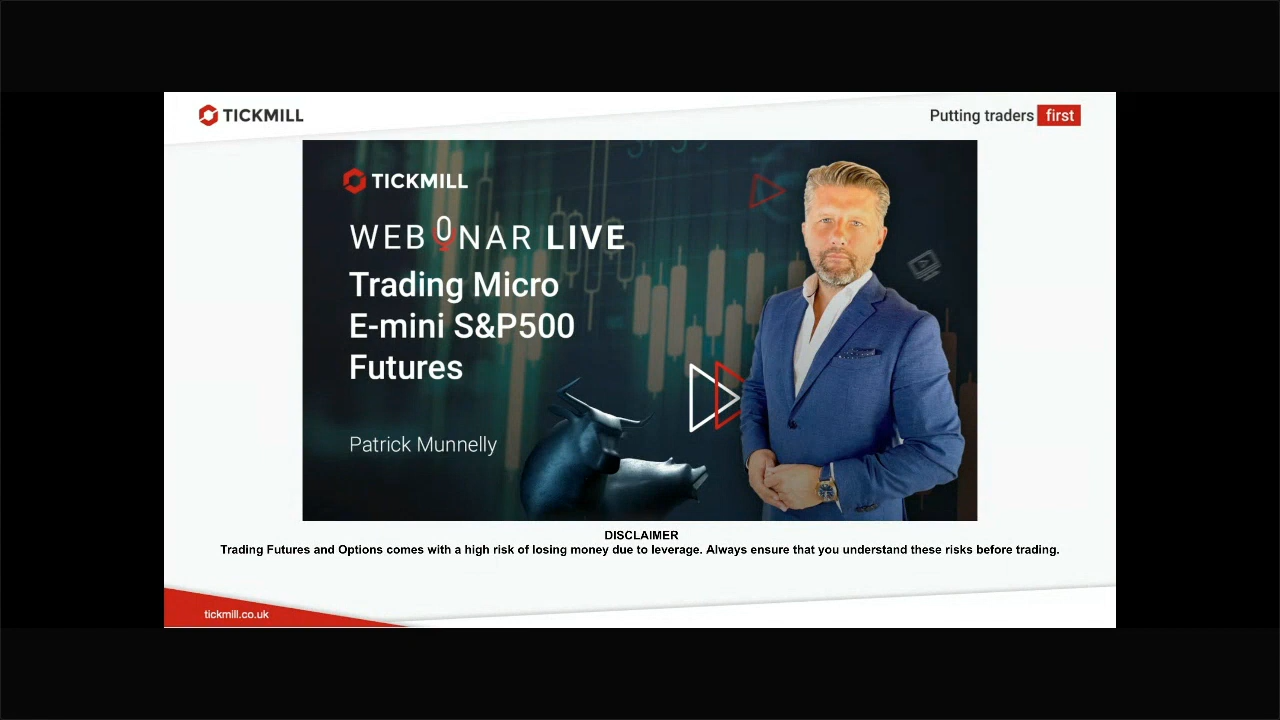 TICKMILL
Putting traders first
TICKMILL
WEBINAR LIVE
Trading Micro
E-mini S&P500
Futures
Patrick Munnelly
DISCLAIMER
Trading Futures and Options comes with a high risk of losing money due to leverage. Always ensure that you understand these risks before trading.
tickmill.co.uk